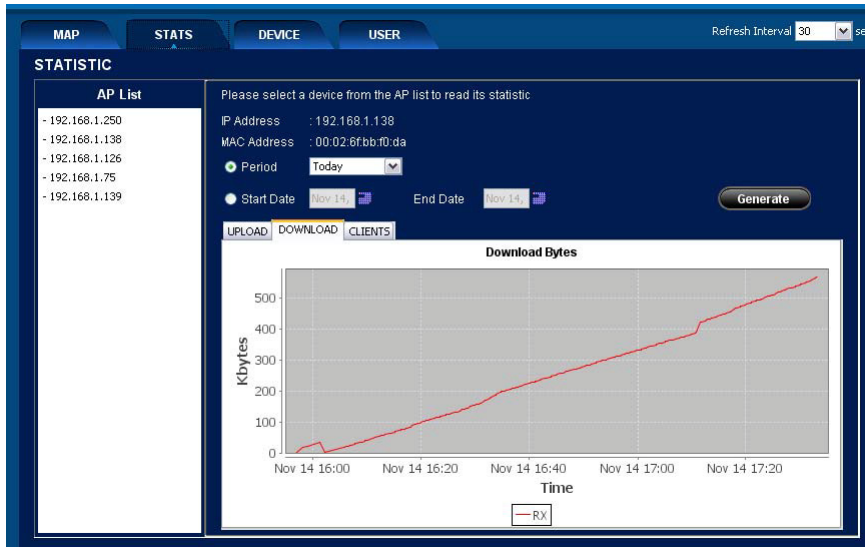 MAP STATS DEVICE USER Refresh Interval 30 se
STATISTIC
AP List
- 192.168.1.250
- 192.168.1.138
- 192.168.1.126
- 192.168.1.75
- 192.168.1.139
Please select a device from the AP list to read its statistic
IP Address : 192.168.1.138
MAC Address : 00:02:6f:bb:f0:da
Period Today
Start Date Nov 14, End Date Nov 14, Generate
UPLOAD DOWNLOAD CLIENTS
Download Bytes
Kbytes
500
400
300
200
100
0
Nov 14 16:00 Nov 14 16:20 Nov 14 16:40 Nov 14 17:00 Nov 14 17:20
Time
RX